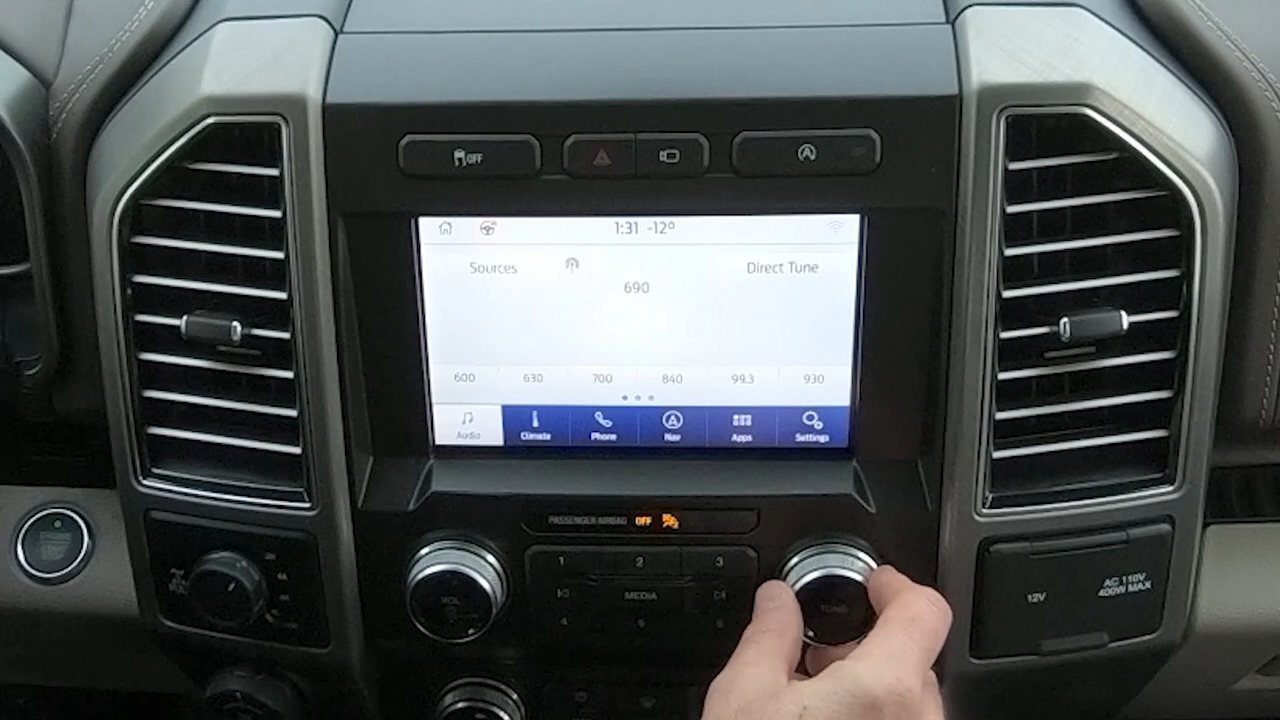 OFF
1:31 -12°
Sources
Direct Tune
690
600 630 700 840 99.3 930
Audio Climate Phone Nav Apps Settings
PASSENGER AIRBAG OFF
1 2 3
MEDIA
4 5 6
VOL
TUNE
12V
AC 110V
400W MAX